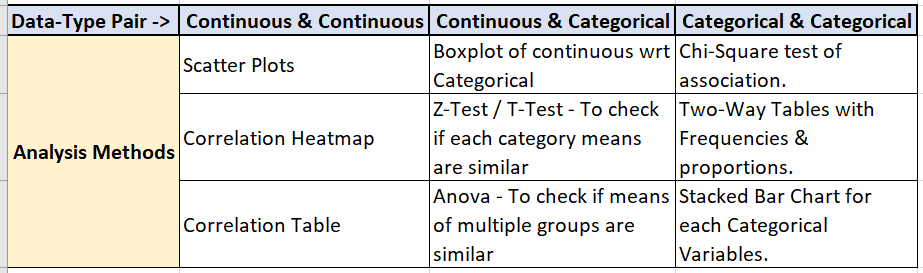 Data-Type Pair -> Continuous & Continuous Continuous & Categorical Categorical & Categorical
Analysis Methods
Scatter Plots
Boxplot of continuous wrt
Categorical
Chi-Square test of
association.
Correlation Heatmap
Z-Test / T-Test - To check
if each category means
are similar
Two-Way Tables with
Frequencies &
proportions.
Correlation Table
Anova - To check if means
of multiple groups are
similar
Stacked Bar Chart for
each Categorical
Variables.